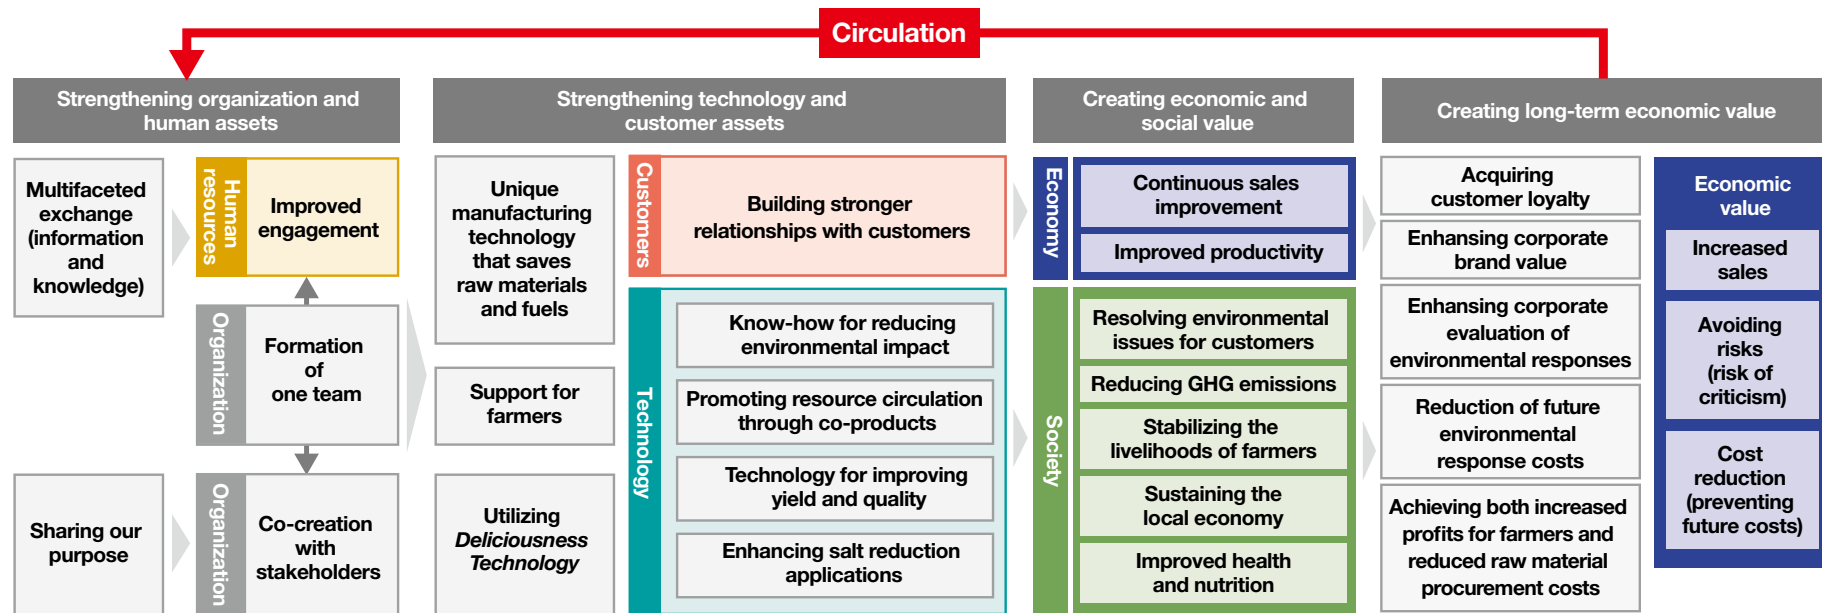 Circulation
Strengthening organization and
human assets
Strengthening technology and
customer assets
Creating economic and
social value
Creating long-term economic value
Multifaceted
exchange
(information
and
knowledge)
Human
resources
Improved
engagement
Organization
Formation
of
one team
Sharing our
purpose
Organization
Co-creation
with
stakeholders
Unique
manufacturing
technology
that saves
raw materials
and fuels
Support for
farmers
Utilizing
Deliciousness
Technology
Customers
Building stronger
relationships with customers
Technology
Know-how for reducing
environmental impact
Promoting resource circulation
through co-products
Technology for improving
yield and quality
Enhancing salt reduction
applications
Economy
Continuous sales
improvement
Improved productivity
Society
Resolving environmental
issues for customers
Reducing GHG emissions
Stabilizing the
livelihoods of farmers
Sustaining the
local economy
Improved health
and nutrition
Acquiring
customer loyalty
Enhansing corporate
brand value
Enhansing corporate
evaluation of
environmental responses
Reduction of future
environmental
response costs
Achieving both increased
profits for farmers and
reduced raw material
procurement costs
Economic
value
Increased
sales
Avoiding
risks
(risk of
criticism)
Cost
reduction
(preventing
future costs)